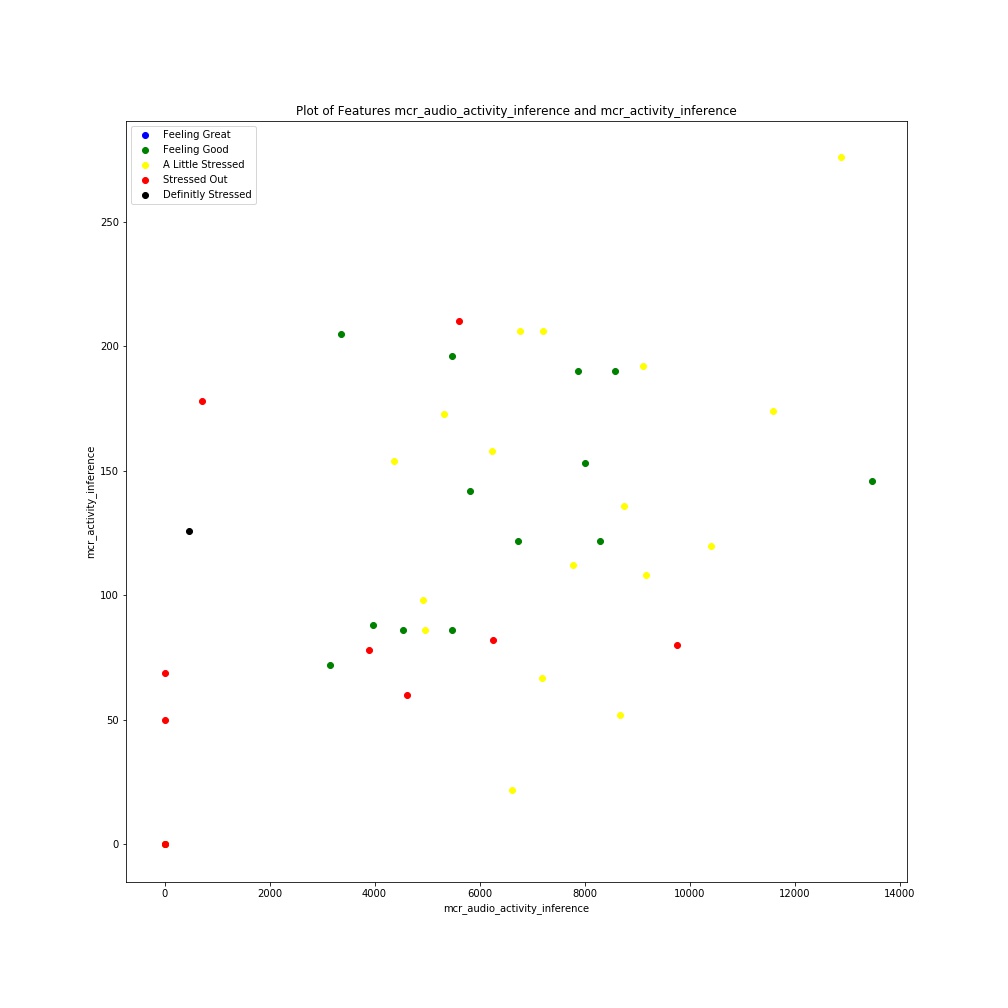 Plot of Features mcr_audio_activity_inference and mcr_activity_inference
Feeling Great
Feeling Good
A Little Stressed
Stressed Out
Definitly Stressed
250
200
150
100
50
0
mcr_activity_inference
0 2000 4000 6000 8000 10000 12000 14000
mcr_audio_activity_inference